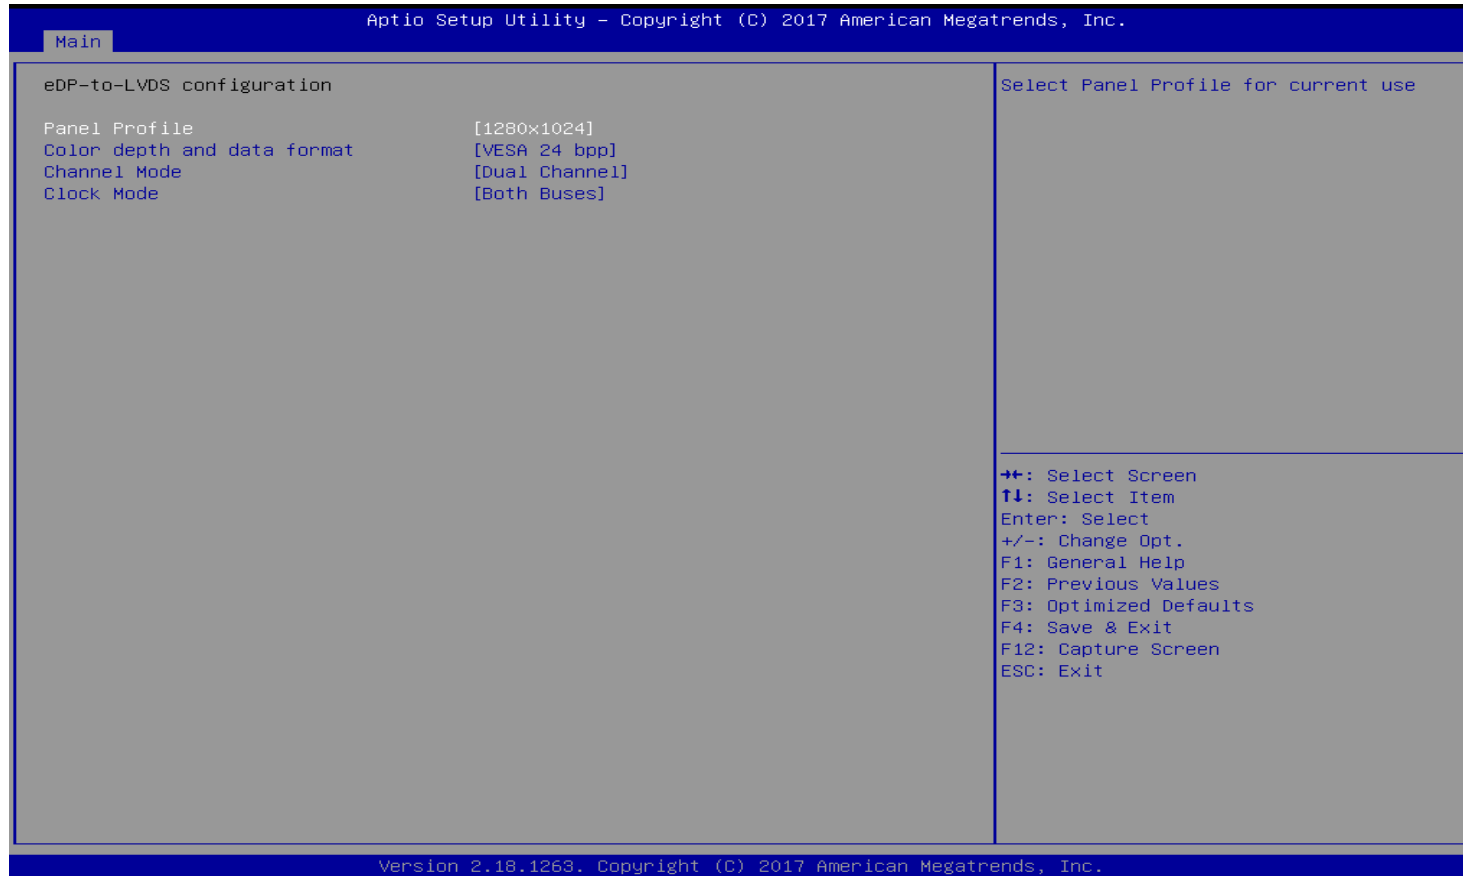 Aptio Setup Utility – Copyright (C) 2017 American Megatrends, Inc.
Main
eDP-to-LVDS configuration
Select Panel Profile for current use
Panel Profile [1280x1024]
Color depth and data format [VESA 24 bpp]
Channel Mode [Dual Channel]
Clock Mode [Both Buses]
→←: Select Screen
↑↓: Select Item
Enter: Select
+/-: Change Opt.
F1: General Help
F2: Previous Values
F3: Optimized Defaults
F4: Save & Exit
F12: Capture Screen
ESC: Exit
Version 2.18.1263. Copyright (C) 2017 American Megatrends, Inc.